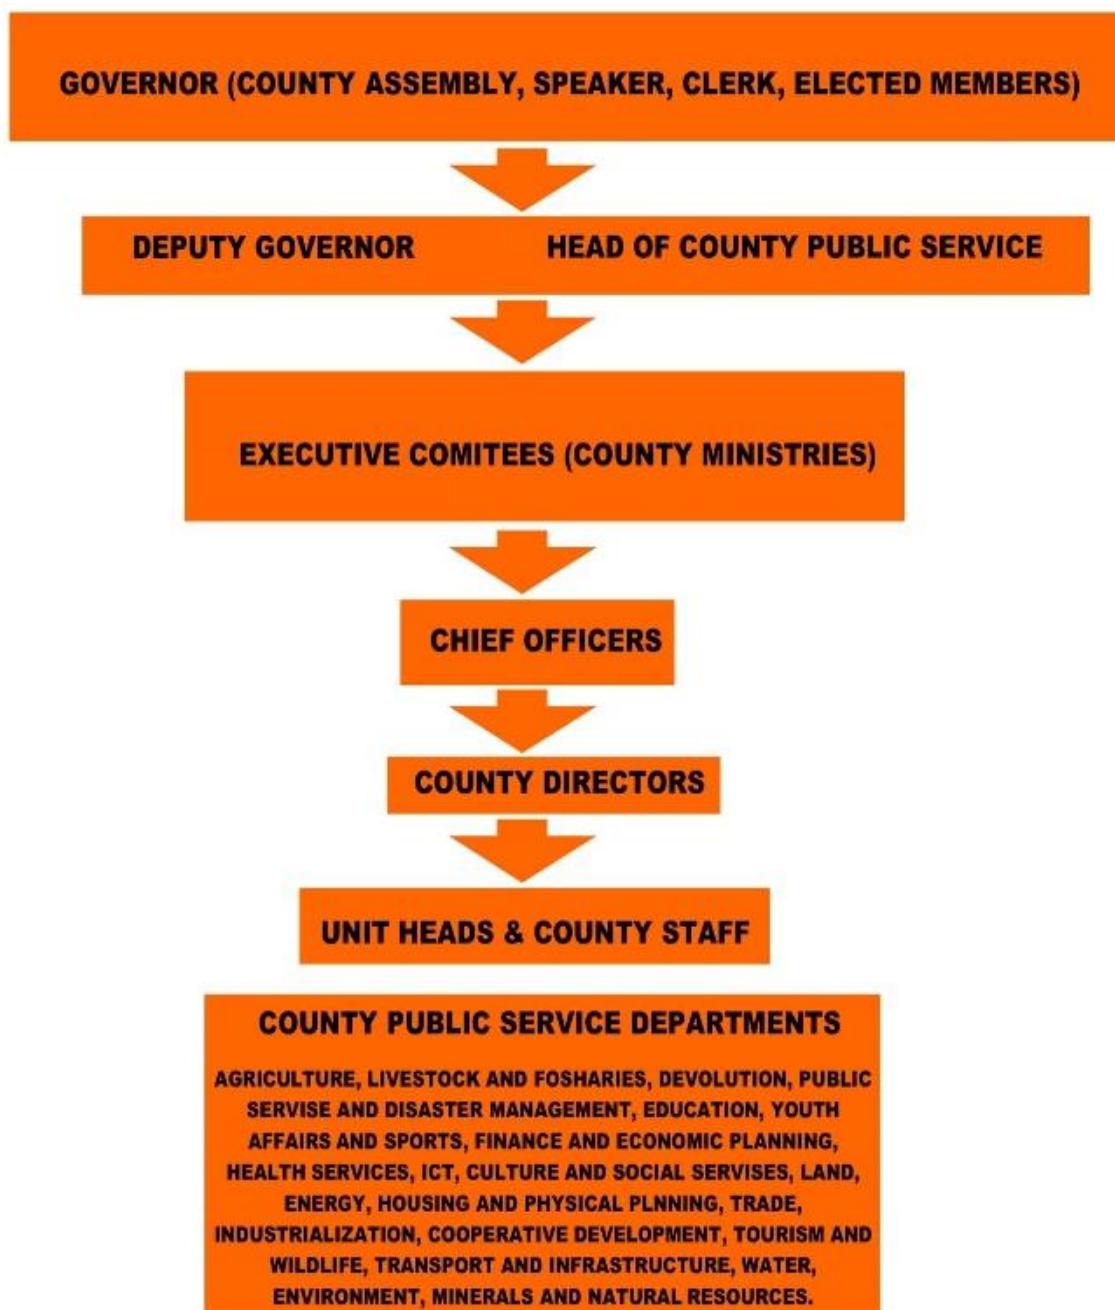 GOVERNOR (COUNTY ASSEMBLY, SPEAKER, CLERK, ELECTED MEMBERS)
DEPUTY GOVERNOR HEAD OF COUNTY PUBLIC SERVICE
EXECUTIVE COMITEES (COUNTY MINISTRIES)
CHIEF OFFICERS
COUNTY DIRECTORS
UNIT HEADS & COUNTY STAFF
COUNTY PUBLIC SERVICE DEPARTMENTS
AGRICULTURE, LIVESTOCK AND FOSHARIES, DEVOLUTION, PUBLIC
SERVISE AND DISASTER MANAGEMENT, EDUCATION, YOUTH
AFFAIRS AND SPORTS, FINANCE AND ECONOMIC PLANNING,
HEALTH SERVICES, ICT, CULTURE AND SOCIAL SERVISES, LAND,
ENERGY, HOUSING AND PHYSICAL PLNNING, TRADE,
INDUSTRIALIZATION, COOPERATIVE DEVELOPMENT, TOURISM AND
WILDLIFE, TRANSPORT AND INFRASTRUCTURE, WATER,
ENVIRONMENT, MINERALS AND NATURAL RESOURCES.